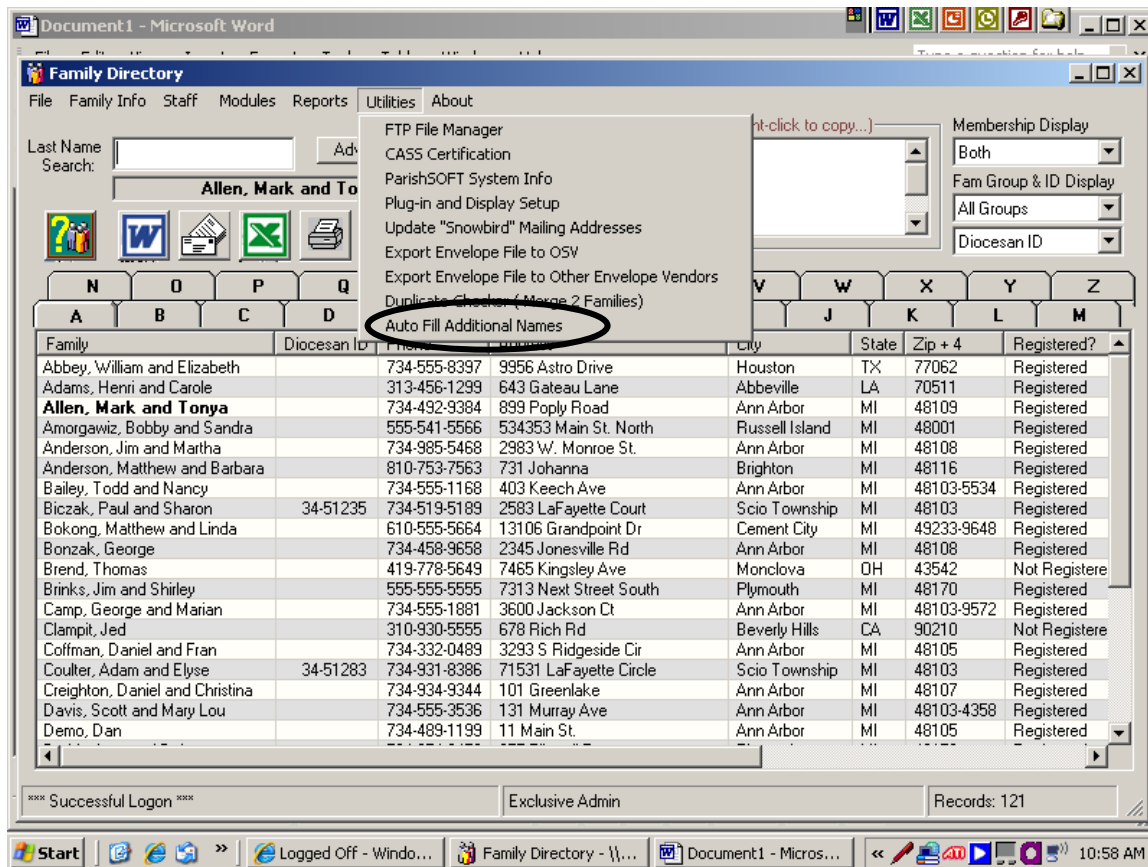 Document1 - Microsoft Word
Family Directory
File Family Info Staff Modules Reports Utilities About
FTP File Manager
CASS Certification
ParishSOFT System Info
Plug-in and Display Setup
Update "Snowbird" Mailing Addresses
Export Envelope File to OSV
Export Envelope File to Other Envelope Vendors
Duplicate Checker ( Merge 2 Families)
Auto Fill Additional Names
ht-click to copy...)
Last Name
Search:
Adv
Allen, Mark and To
Membership Display
Both
Fam Group & ID Display
All Groups
Diocesan ID
N O P Q V W X Y Z
A B C D J K L M
Family Diocesan ID City State Zip + 4 Registered?
Abbey, William and Elizabeth 734-555-8397 9956 Astro Drive Houston TX 77062 Registered
Adams, Henri and Carole 313-456-1299 643 Gateau Lane Abbeville LA 70511 Registered
Allen, Mark and Tonya 734-492-9384 899 Poply Road Ann Arbor MI 48109 Registered
Amorgawiz, Bobby and Sandra 555-541-5566 534353 Main St. North Russell Island MI 48001 Registered
Anderson, Jim and Martha 734-985-5468 2983 W. Monroe St. Ann Arbor MI 48108 Registered
Anderson, Matthew and Barbara 810-753-7563 731 Johanna Brighton MI 48116 Registered
Bailey, Todd and Nancy 734-555-1168 403 Keech Ave Ann Arbor MI 48103-5534 Registered
Biczak, Paul and Sharon 34-51235 734-519-5189 2583 LaFayette Court Scio Township MI 48103 Registered
Bokong, Matthew and Linda 610-555-5664 13106 Grandpoint Dr Cement City MI 49233-9648 Registered
Bonzak, George 734-458-9658 2345 Jonesville Rd Ann Arbor MI 48108 Registered
Brend, Thomas 419-778-5649 7465 Kingsley Ave Monclova OH 43542 Not Registere
Brinks, Jim and Shirley 555-555-5555 7313 Next Street South Plymouth MI 48170 Registered
Camp, George and Marian 734-555-1881 3600 Jackson Ct Ann Arbor MI 48103-9572 Registered
Clampit, Jed 310-930-5555 678 Rich Rd Beverly Hills CA 90210 Not Registere
Coffman, Daniel and Fran 734-332-0489 3293 S Ridgeside Cir Ann Arbor MI 48105 Registered
Coulter, Adam and Elyse 34-51283 734-931-8386 71531 LaFayette Circle Scio Township MI 48103 Registered
Creighton, Daniel and Christina 734-934-9344 101 Greenlake Ann Arbor MI 48107 Registered
Davis, Scott and Mary Lou 734-555-3536 131 Murray Ave Ann Arbor MI 48103-4358 Registered
Demo, Dan 734-489-1199 11 Main St. Ann Arbor MI 48105 Registered
*** Successful Logon *** Exclusive Admin Records: 121
Start » Logged Off - Windo... Family Directory - \\... Document1 - Micros... « 10:58 AM